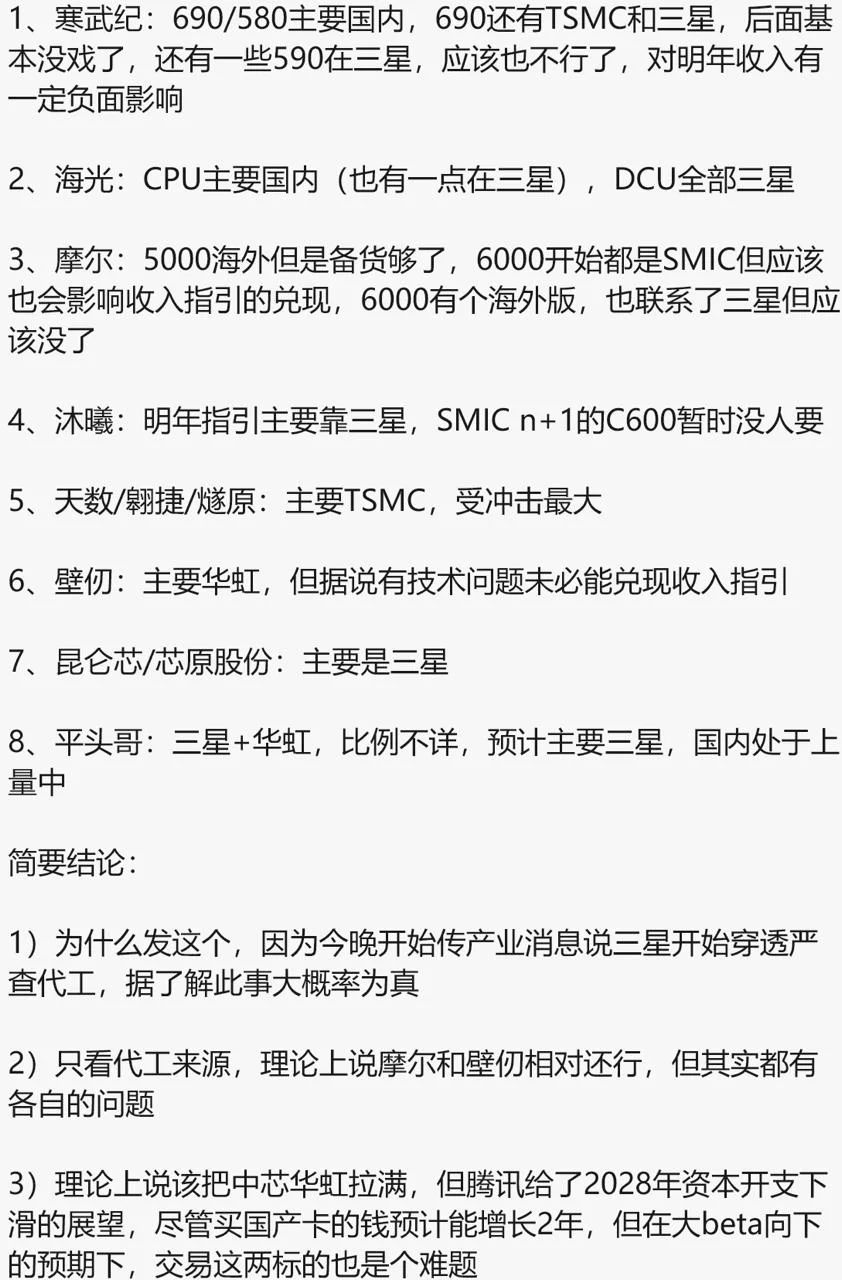 1、寒武纪：690/580主要国内，690还有TSMC和三星，后面基
本没戏了，还有一些590在三星，应该也不行了，对明年收入有
一定负面影响
2、海光：CPU主要国内（也有一点在三星），DCU全部三星
3、摩尔：5000海外但是备货够了，6000开始都是SMIC但应该
也会影响收入指引的兑现，6000有个海外版，也联系了三星但应
该没了
4、沐曦：明年指引主要靠三星，SMIC n+1的C600暂时没人要
5、天数/翱捷/燧原：主要TSMC，受冲击最大
6、壁仞：主要华虹，但据说有技术问题未必能兑现收入指引
7、昆仑芯/芯原股份：主要是三星
8、平头哥：三星+华虹，比例不详，预计主要三星，国内处于上
量中
简要结论：
1）为什么发这个，因为今晚开始传产业消息说三星开始穿透严
查代工，据了解此事大概率为真
2）只看代工来源，理论上说摩尔和壁仞相对还行，但其实都有
各自的问题
3）理论上说该把中芯华虹拉满，但腾讯给了2028年资本开支下
滑的展望，尽管买国产卡的钱预计能增长2年，但在大beta向下
的预期下，交易这两标的也是个难题